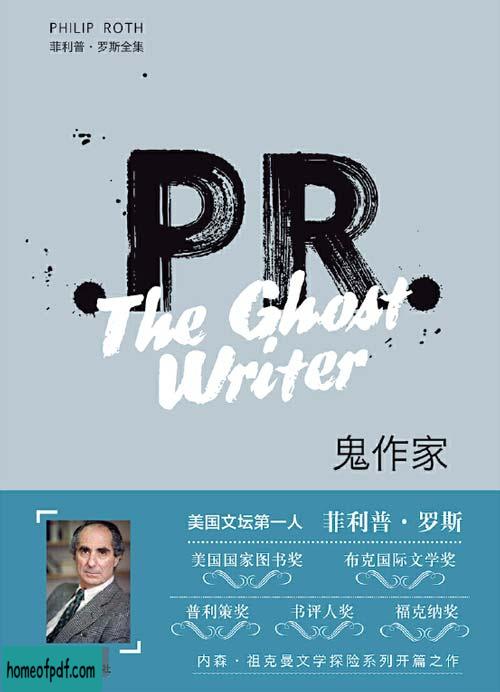 PHILIP ROTH
菲利普·罗斯全集
PR.
The Ghost
Writer
鬼作家
美国文坛第一人 菲利普·罗斯
美国国家图书奖 布克国际文学奖
普利策奖 书评人奖 福克纳奖
内森·祖克曼文学探险系列开篇之作
homeofpdf.com